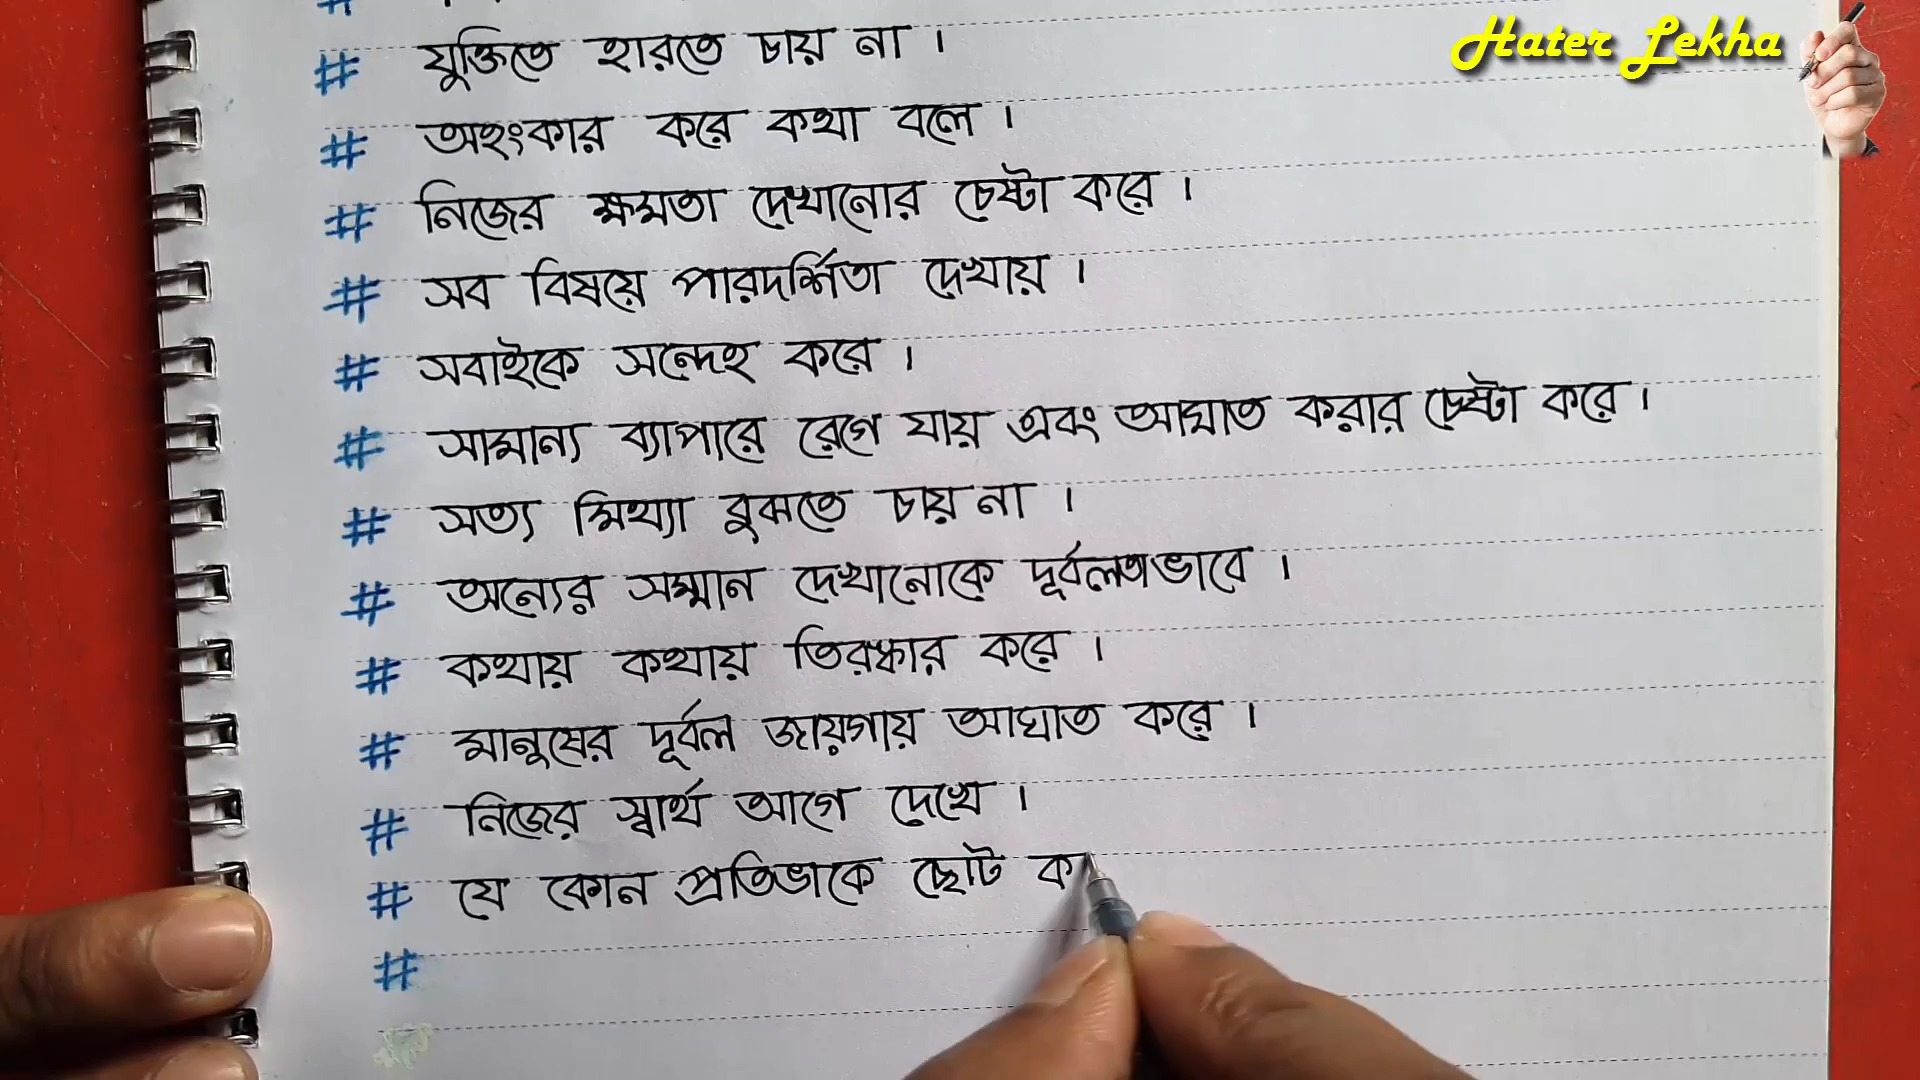 Hater Lekha
# যুক্তিতে হারতে চায় না ।
# অহংকার করে কথা বলে ।
# নিজের ক্ষমতা দেখানোর চেষ্টা করে ।
# সব বিষয়ে পারদর্শিতা দেখায় ।
# সবাইকে সন্দেহ করে ।
# সামান্য ব্যাপারে রেগে যায় এবং আঘাত করার চেষ্টা করে ।
# সত্য মিথ্যা বুঝতে চায় না ।
# অন্যের সম্মান দেখানোকে দূর্বলতাভাবে ।
# কথায় কথায় তিরস্কার করে ।
# মানুষের দূর্বল জায়গায় আঘাত করে ।
# নিজের স্বার্থ আগে দেখে ।
# যে কোন প্রতিভাকে ছোট ক
#